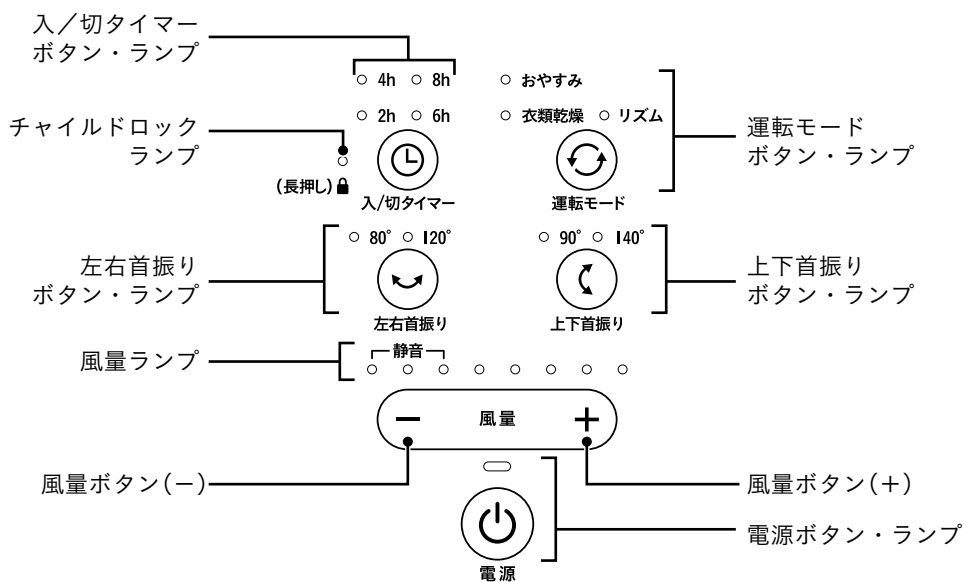 入／切タイマー
ボタン・ランプ
4h 8h
2h 6h
チャイルドロック
ランプ
(長押し)
入/切タイマー
おやすみ
衣類乾燥 リズム
運転モード
運転モード
ボタン・ランプ
左右首振り
ボタン・ランプ
80° 120°
左右首振り
90° 140°
上下首振り
上下首振り
ボタン・ランプ
風量ランプ
静音
− 風量 +
風量ボタン(−)
風量ボタン(+)
電源
電源ボタン・ランプ